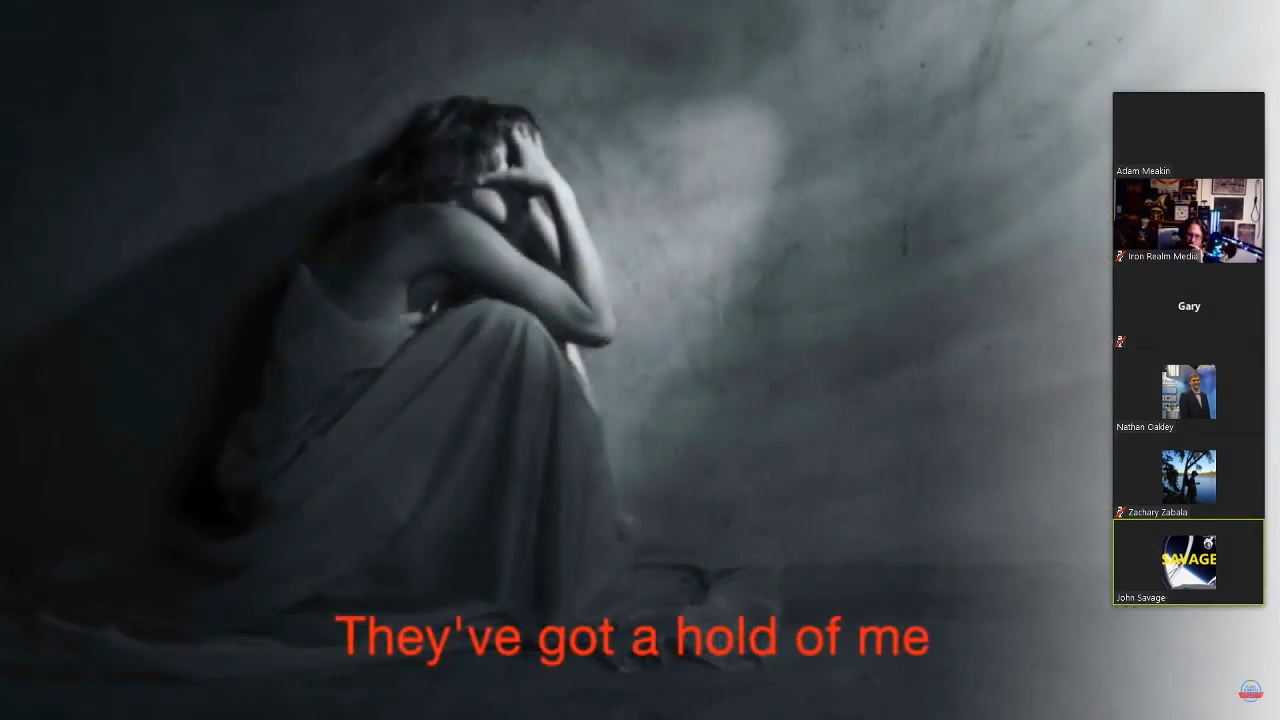 Adam Meakin
Iron Realm Media
Gary
Nathan Oakley
Zachary Zabala
SAVAGE
John Savage
They've got a hold of me